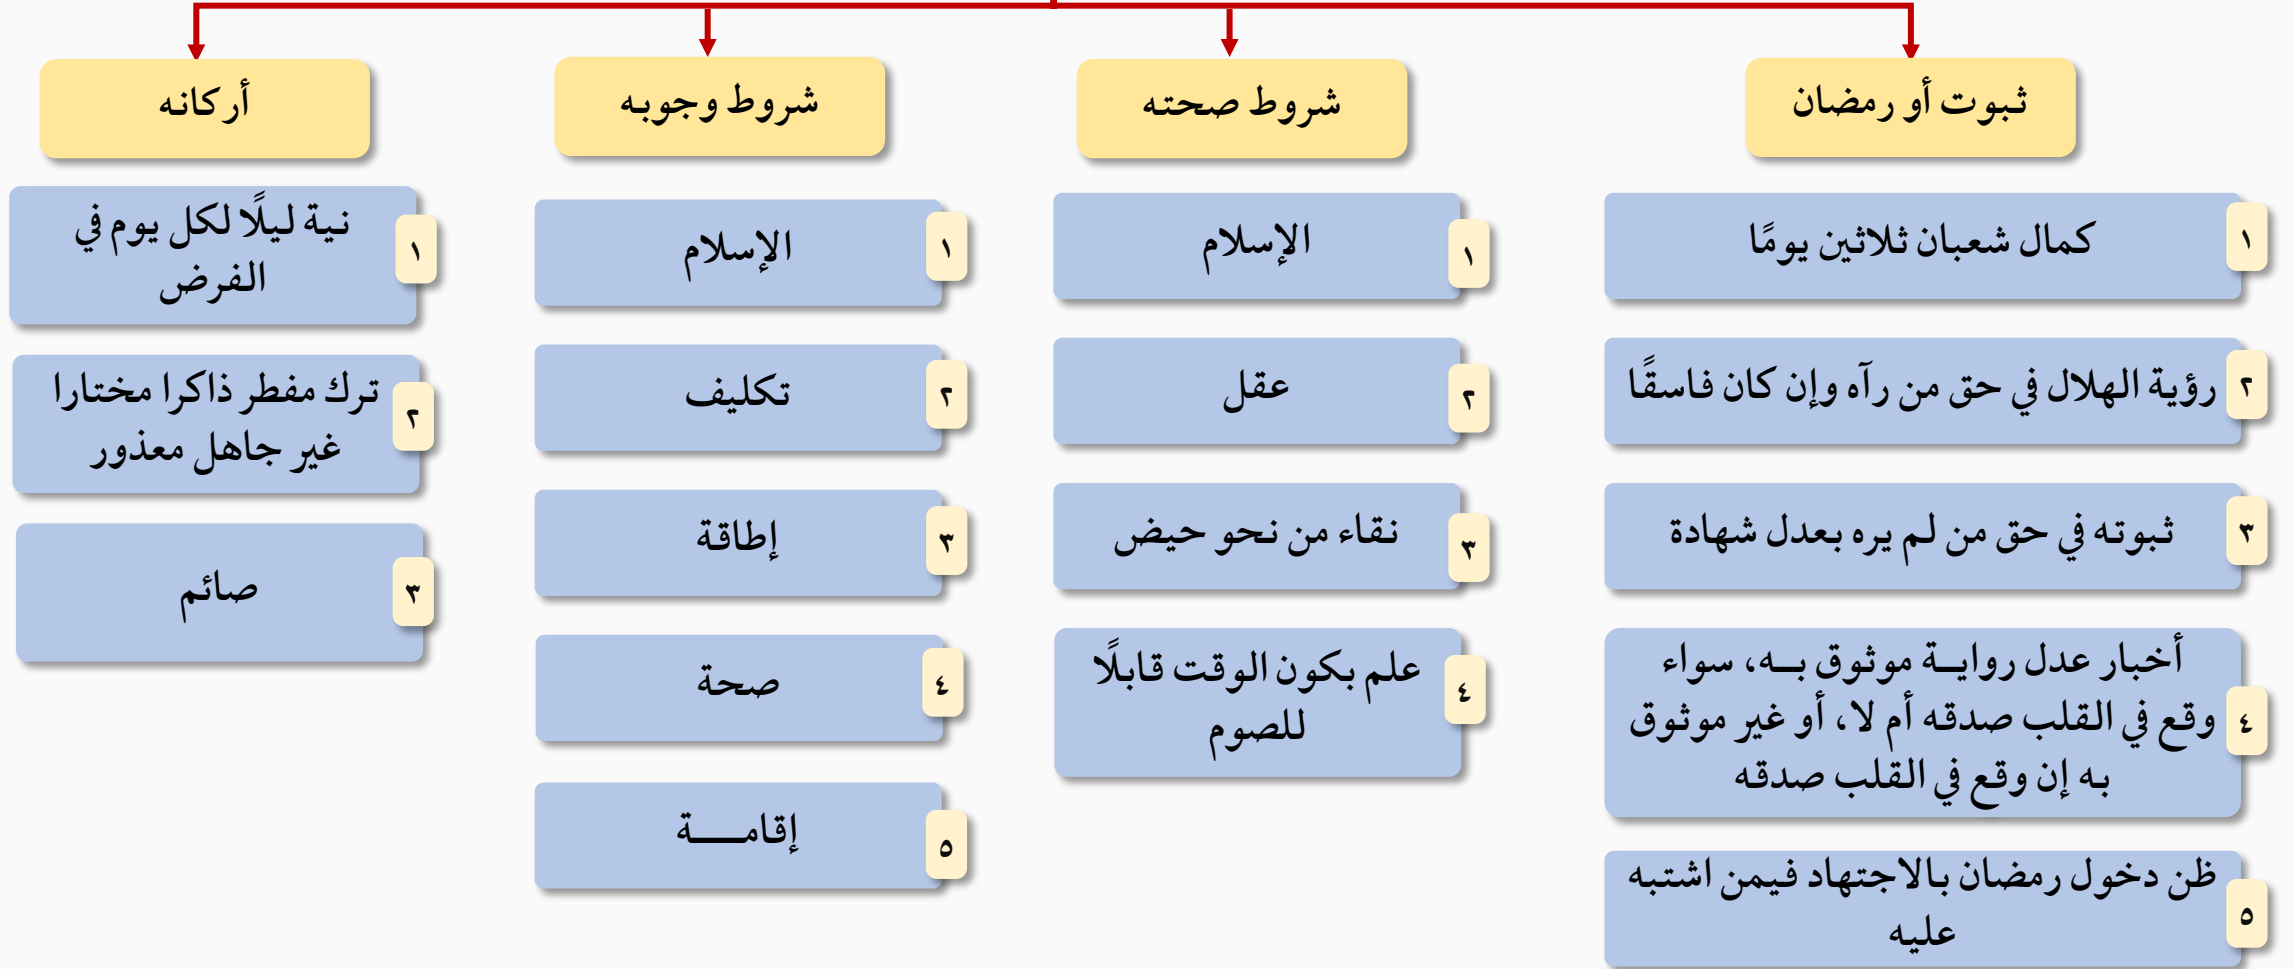 ثبوت أو رمضان
١
كمال شعبان ثلاثين يومًا
٢
رؤية الهلال في حق من رآه وإن كان فاسقًا
٣
ثبوته في حق من لم يره بعدل شهادة
٤
أخبار عدل رواية موثوق به، سواء
وقع في القلب صدقه أم لا، أو غير موثوق
به إن وقع في القلب صدقه
٥
ظن دخول رمضان بالاجتهاد فيمن اشتبه
عليه
شروط صحته
١
الإسلام
٢
عقل
٣
نقاء من نحو حيض
٤
علم بكون الوقت قابلًا
للصوم
شروط وجوبه
١
الإسلام
٢
تكليف
٣
إطاقة
٤
صحة
٥
إقامـــة
أركانه
١
نية ليلًا لكل يوم في
الفرض
٢
ترك مفطر ذاكرا مختارا
غير جاهل معذور
٣
صائم